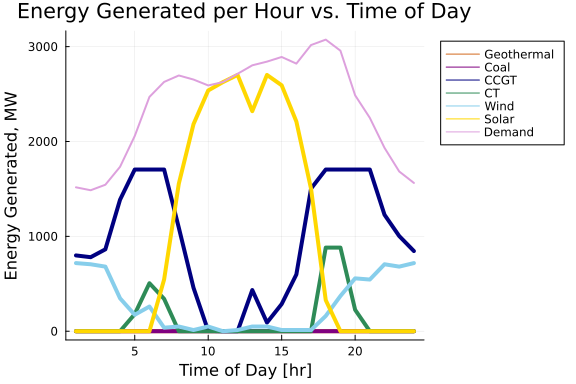 Energy Generated per Hour vs. Time of Day
Energy Generated, MW
3000
2000
1000
0
5
10
15
20
Time of Day [hr]
Geothermal
Coal
CCGT
CT
Wind
Solar
Demand